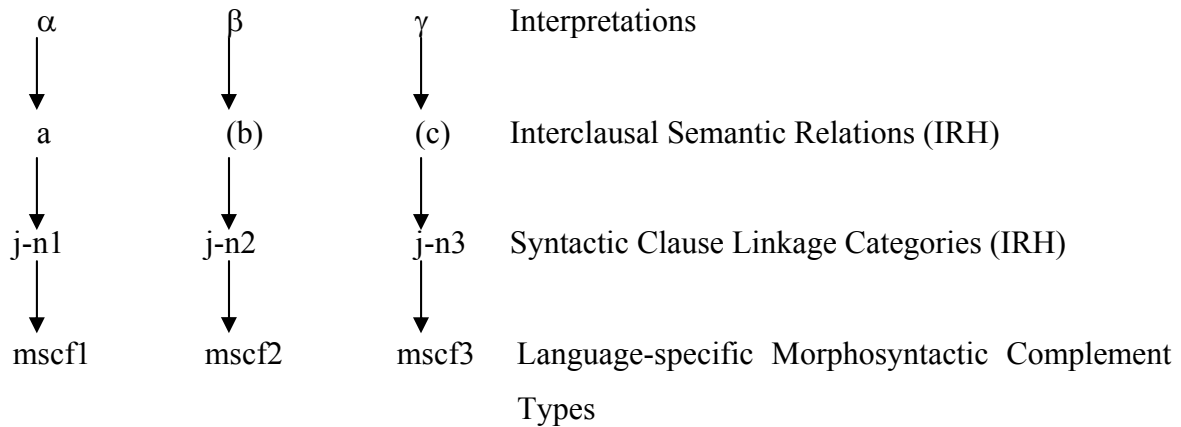 α β γ Interpretations
a (b) (c) Interclausal Semantic Relations (IRH)
j-n1 j-n2 j-n3 Syntactic Clause Linkage Categories (IRH)
mscf1 mscf2 mscf3 Language-specific Morphosyntactic Complement
Types